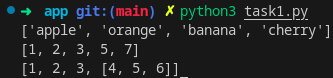 ➜ app git:(main) ✗ python3 task1.py
['apple', 'orange', 'banana', 'cherry']
[1, 2, 3, 5, 7]
[1, 2, 3, [4, 5, 6]]